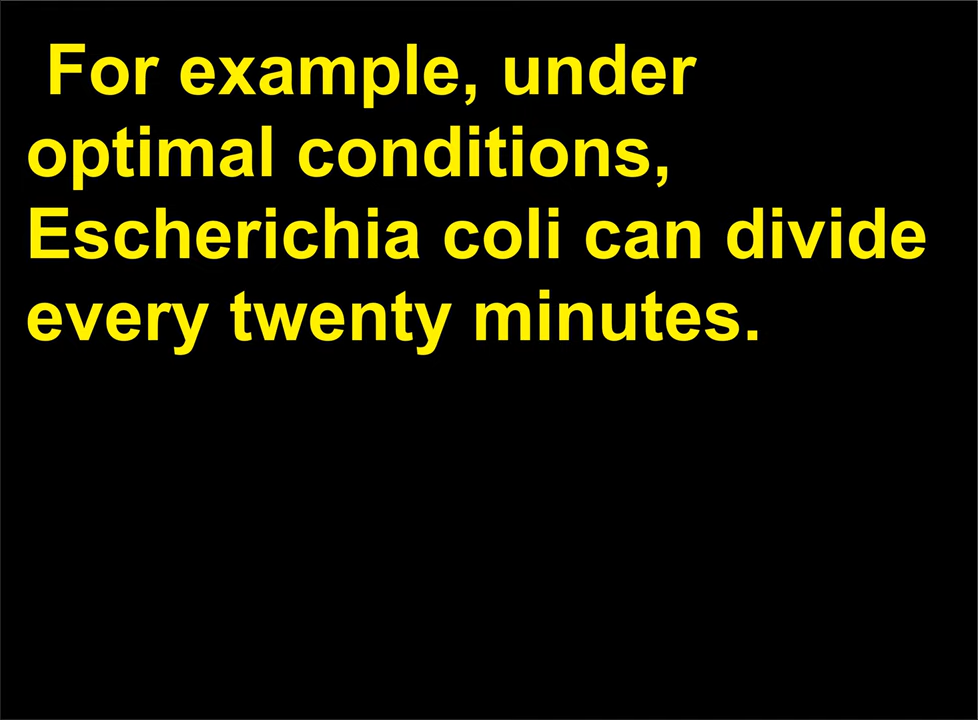 For example, under
optimal conditions,
Escherichia coli can divide
every twenty minutes.